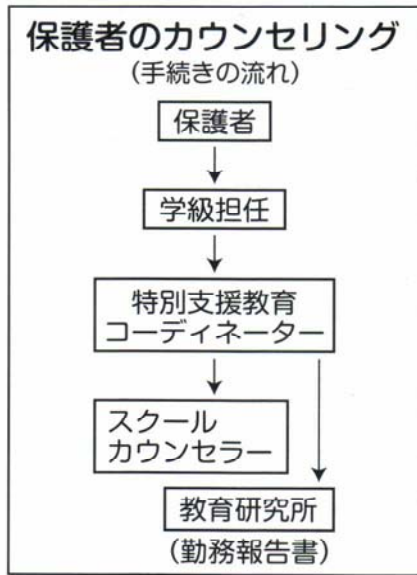 保護者のカウンセリング
（手続きの流れ）
保護者
学級担任
特別支援教育
コーディネーター
スクール
カウンセラー
教育研究所
（勤務報告書）